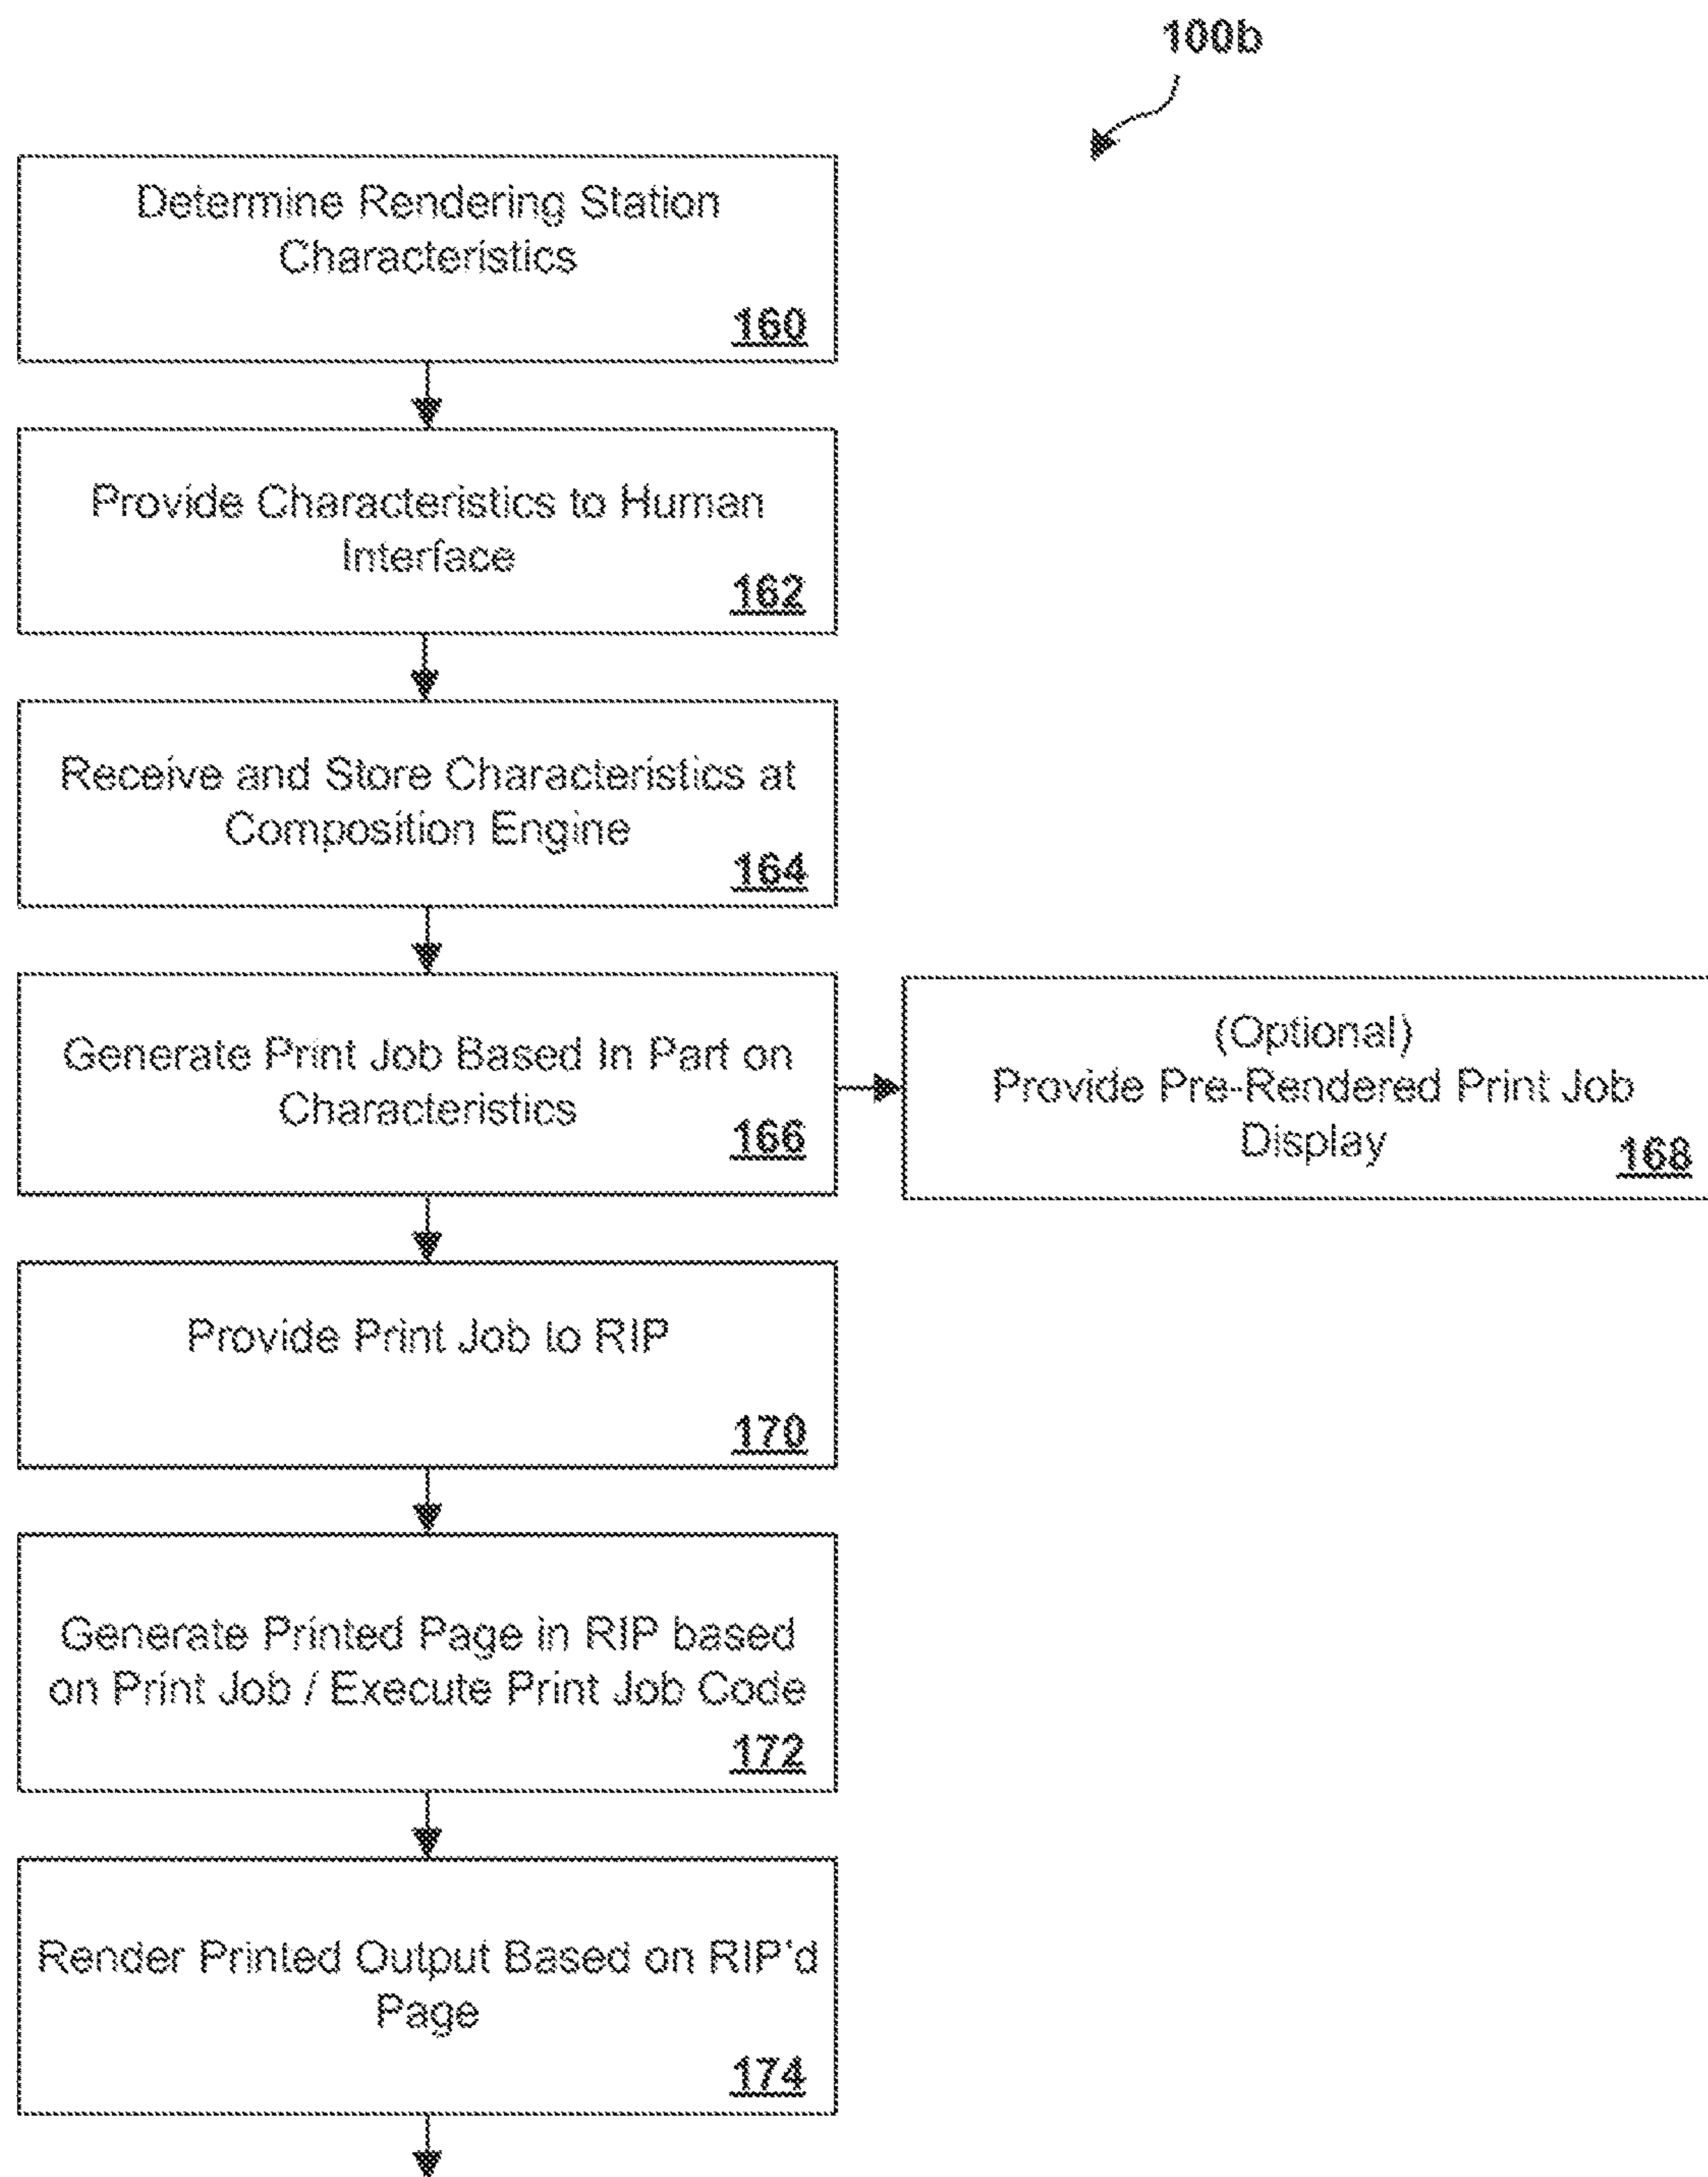 100b
Determine Rendering Station
Characteristics
160
Provide Characteristics to Human
Interface
162
Receive and Store Characteristics at
Composition Engine
164
Generate Print Job Based In Part on
Characteristics
166
(Optional)
Provide Pre-Rendered Print Job
Display
168
Provide Print Job to RIP
170
Generate Printed Page in RIP based
on Print Job / Execute Print Job Code
172
Render Printed Output Based on RIP'd
Page
174